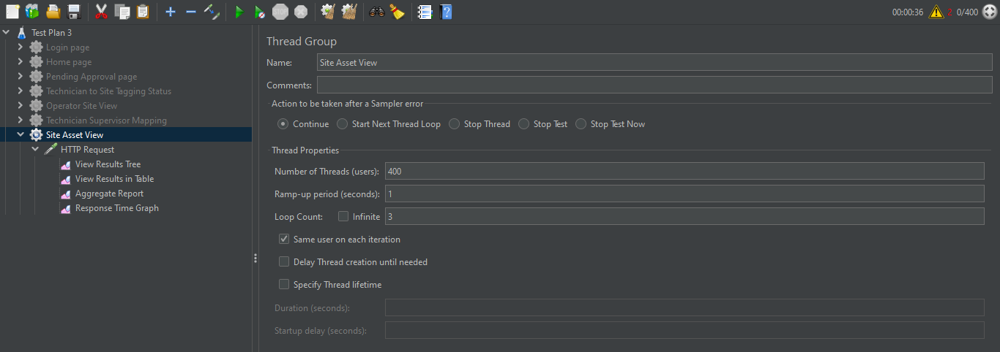 STOP
00:00:36 2 0/400
Test Plan 3
Login page
Home page
Pending Approval page
Technician to Site Tagging Status
Operator Site View
Technician Supervisor Mapping
Site Asset View
HTTP Request
View Results Tree
View Results in Table
Aggregate Report
Response Time Graph
Thread Group
Name: Site Asset View
Comments:
Action to be taken after a Sampler error
Continue Start Next Thread Loop Stop Thread Stop Test Stop Test Now
Thread Properties
Number of Threads (users): 400
Ramp-up period (seconds): 1
Loop Count: Infinite 3
Same user on each iteration
Delay Thread creation until needed
Specify Thread lifetime
Duration (seconds):
Startup delay (seconds):